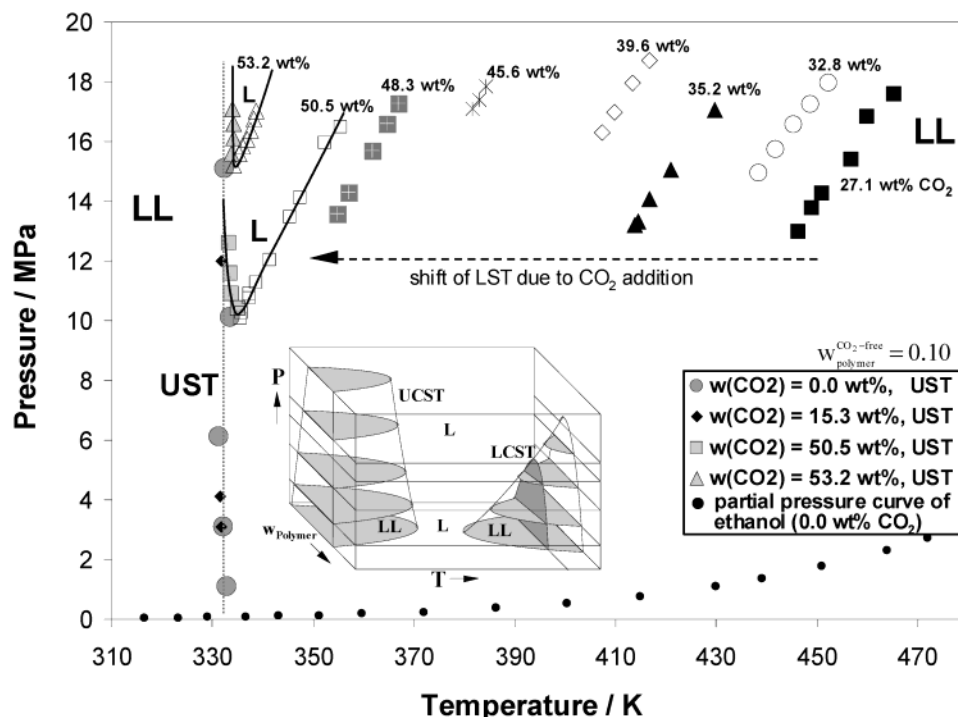 20
18
16
14
12
10
8
6
4
2
0
Pressure / MPa
310 330 350 370 390 410 430 450 470
Temperature / K
53.2 wt%
L
50.5 wt%
48.3 wt%
45.6 wt%
39.6 wt%
35.2 wt%
32.8 wt%
LL
27.1 wt% CO₂
LL
L
shift of LST due to CO₂ addition
UST
P
UCST
L
LCST
LL
L
LL
w_Polymer
T
w_polymer^CO₂-free = 0.10
w(CO2) = 0.0 wt%, UST
w(CO2) = 15.3 wt%, UST
w(CO2) = 50.5 wt%, UST
w(CO2) = 53.2 wt%, UST
partial pressure curve of
ethanol (0.0 wt% CO₂)